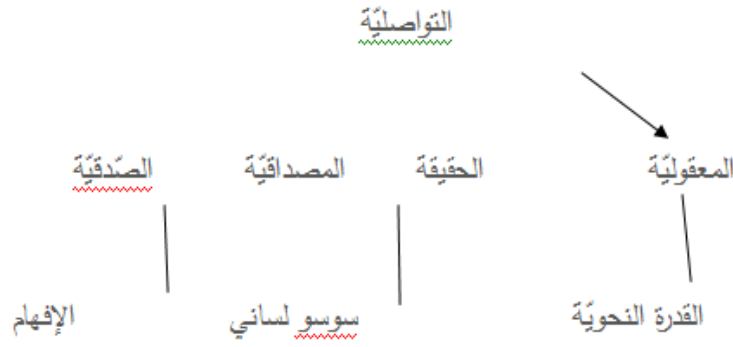 التواصليّة
المعقوليّة الحقيقة المصداقيّة الصّدقيّة
القدرة النحويّة سوسو لساني الإفهام